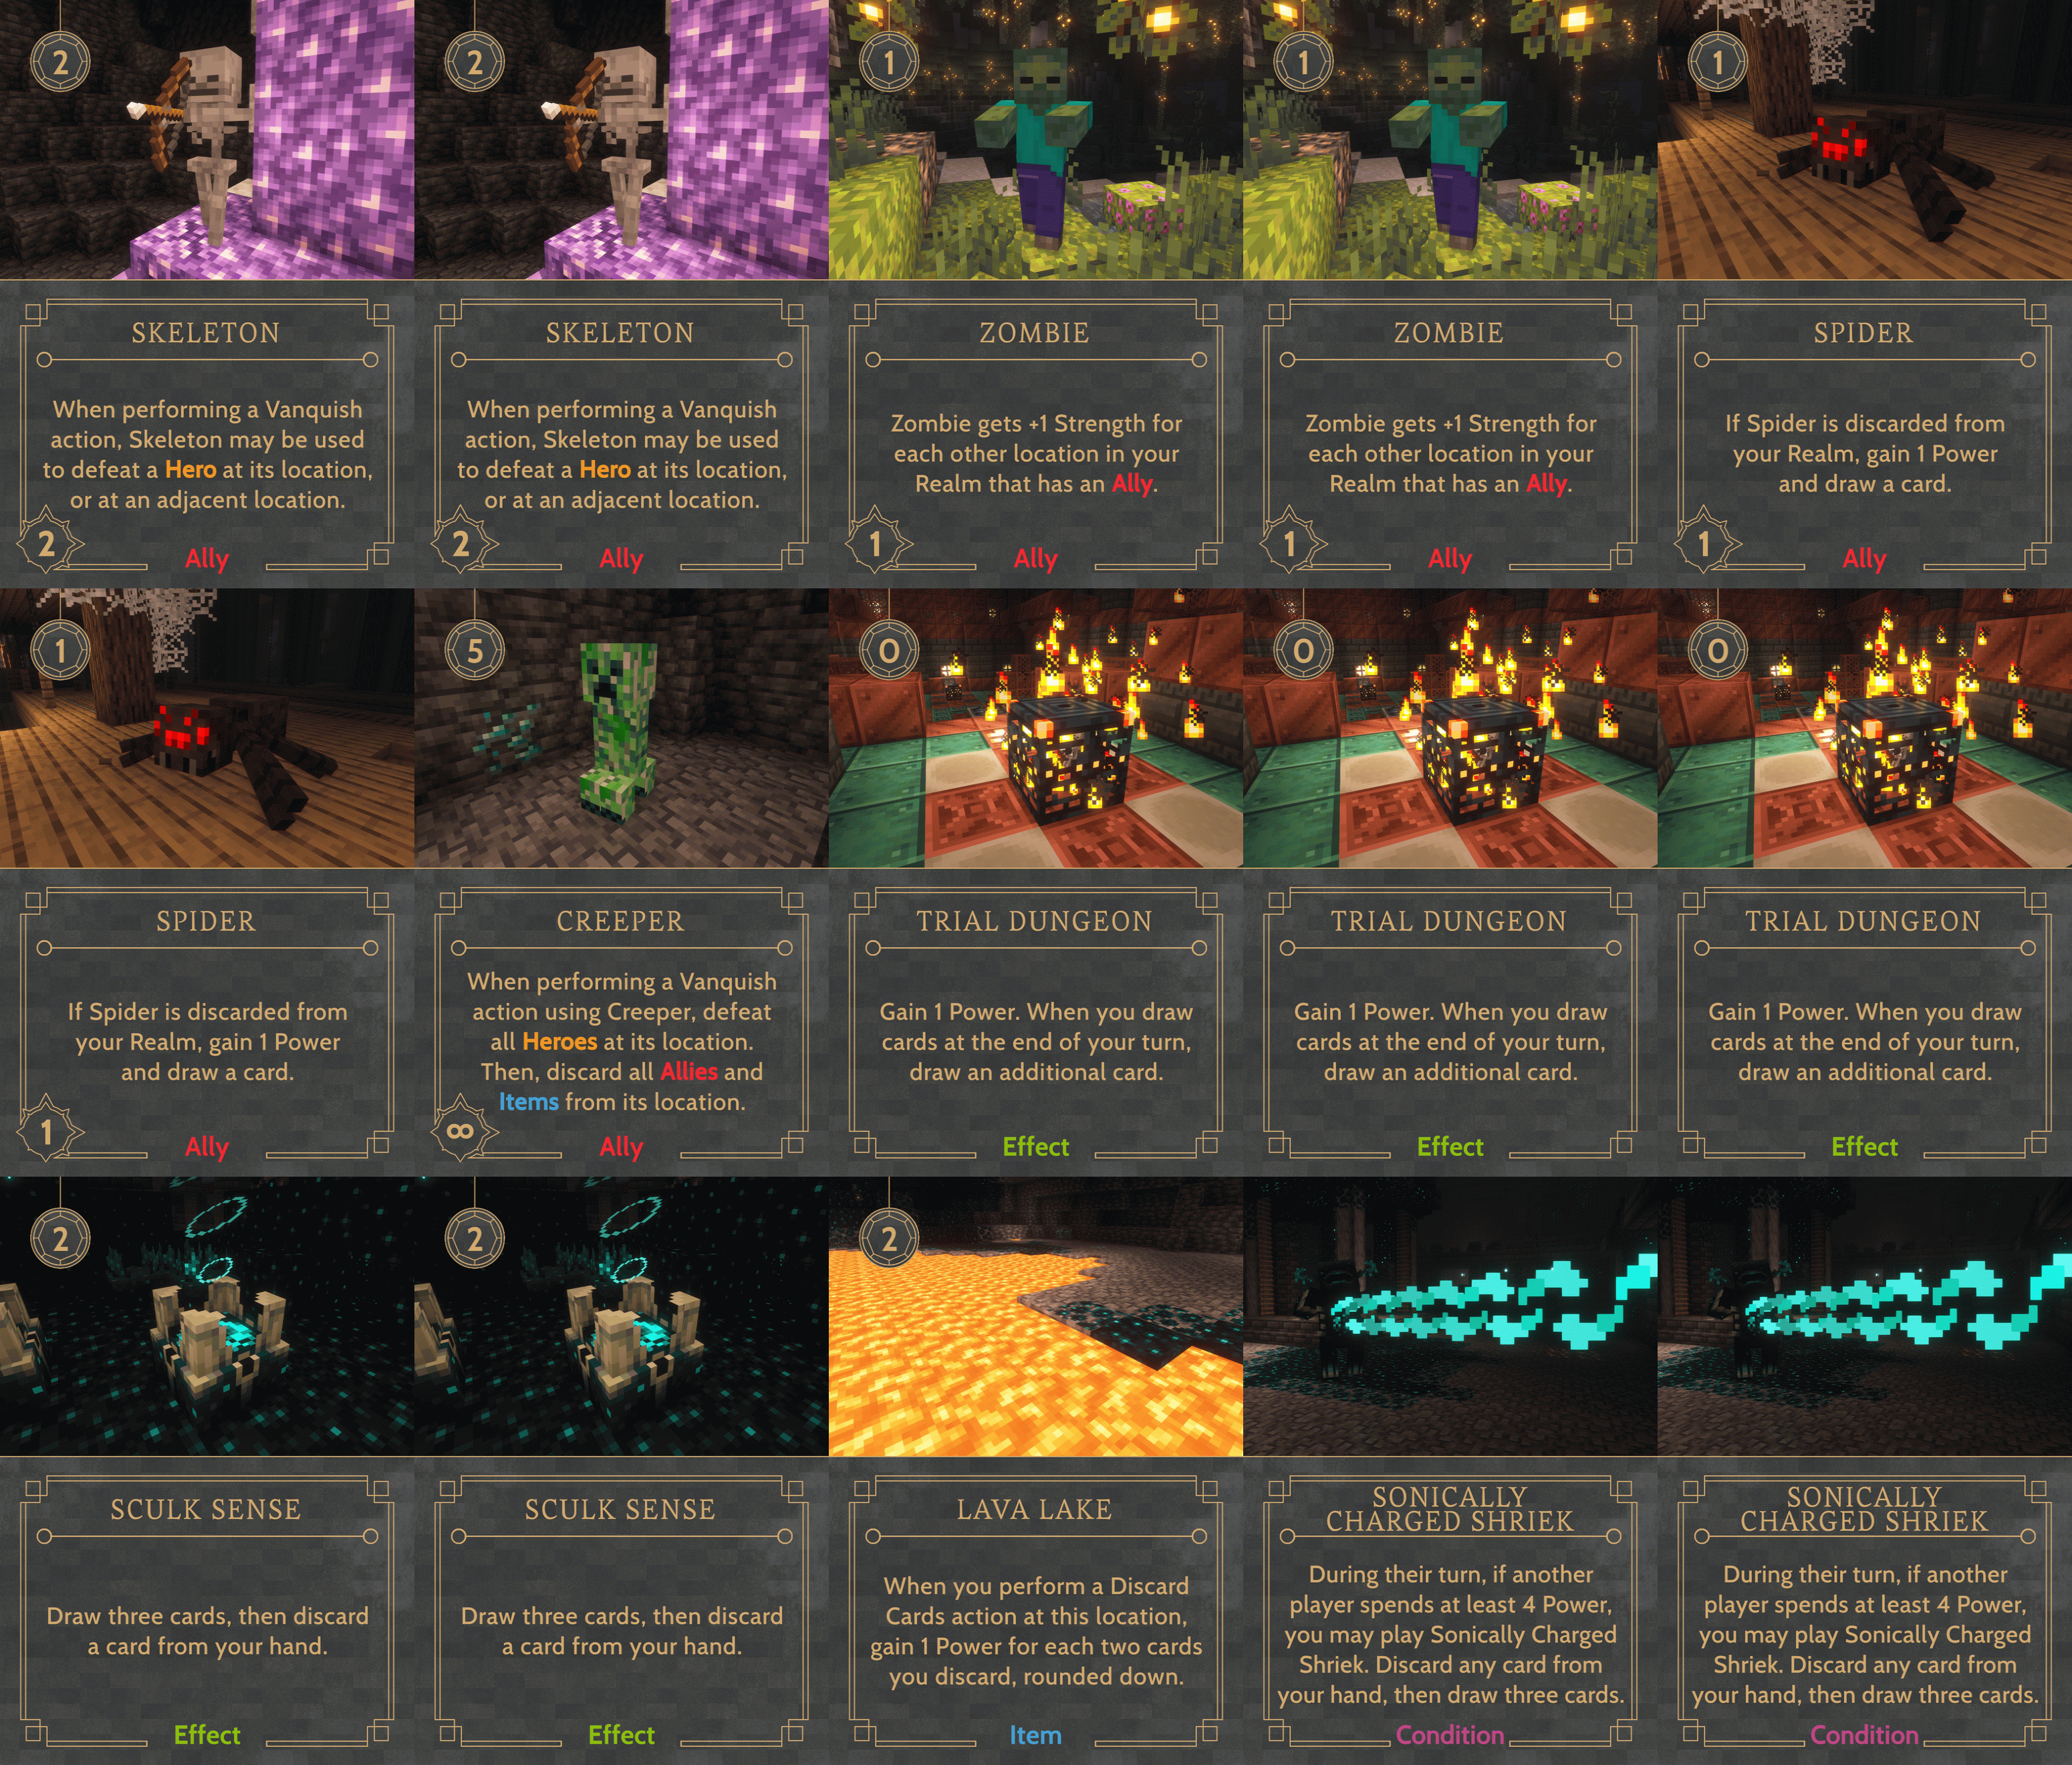 2
SKELETON
When performing a Vanquish
action, Skeleton may be used
to defeat a Hero at its location,
or at an adjacent location.
2
Ally
2
SKELETON
When performing a Vanquish
action, Skeleton may be used
to defeat a Hero at its location,
or at an adjacent location.
2
Ally
1
ZOMBIE
Zombie gets +1 Strength for
each other location in your
Realm that has an Ally.
1
Ally
1
ZOMBIE
Zombie gets +1 Strength for
each other location in your
Realm that has an Ally.
1
Ally
1
SPIDER
If Spider is discarded from
your Realm, gain 1 Power
and draw a card.
1
Ally
1
SPIDER
If Spider is discarded from
your Realm, gain 1 Power
and draw a card.
1
Ally
5
CREEPER
When performing a Vanquish
action using Creeper, defeat
all Heroes at its location.
Then, discard all Allies and
Items from its location.
∞
Ally
0
TRIAL DUNGEON
Gain 1 Power. When you draw
cards at the end of your turn,
draw an additional card.
Effect
0
TRIAL DUNGEON
Gain 1 Power. When you draw
cards at the end of your turn,
draw an additional card.
Effect
0
TRIAL DUNGEON
Gain 1 Power. When you draw
cards at the end of your turn,
draw an additional card.
Effect
2
SCULK SENSE
Draw three cards, then discard
a card from your hand.
Effect
2
SCULK SENSE
Draw three cards, then discard
a card from your hand.
Effect
2
LAVA LAKE
When you perform a Discard
Cards action at this location,
gain 1 Power for each two cards
you discard, rounded down.
Item
SONICALLY
CHARGED SHRIEK
During their turn, if another
player spends at least 4 Power,
you may play Sonically Charged
Shriek. Discard any card from
your hand, then draw three cards.
Condition
SONICALLY
CHARGED SHRIEK
During their turn, if another
player spends at least 4 Power,
you may play Sonically Charged
Shriek. Discard any card from
your hand, then draw three cards.
Condition